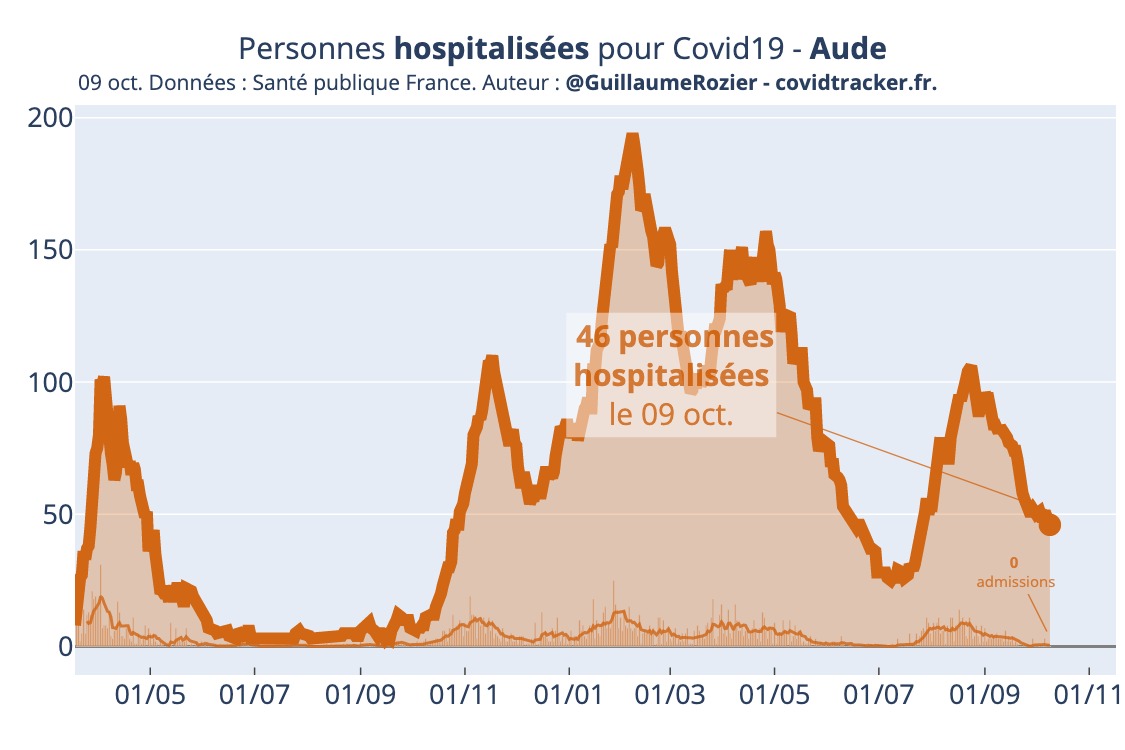 Personnes hospitalisées pour Covid19 - Aude
09 oct. Données : Santé publique France. Auteur : @GuillaumeRozier - covidtracker.fr.
200
150
100
50
0
46 personnes
hospitalisées
le 09 oct.
0
admissions
01/05 01/07 01/09 01/11 01/01 01/03 01/05 01/07 01/09 01/11